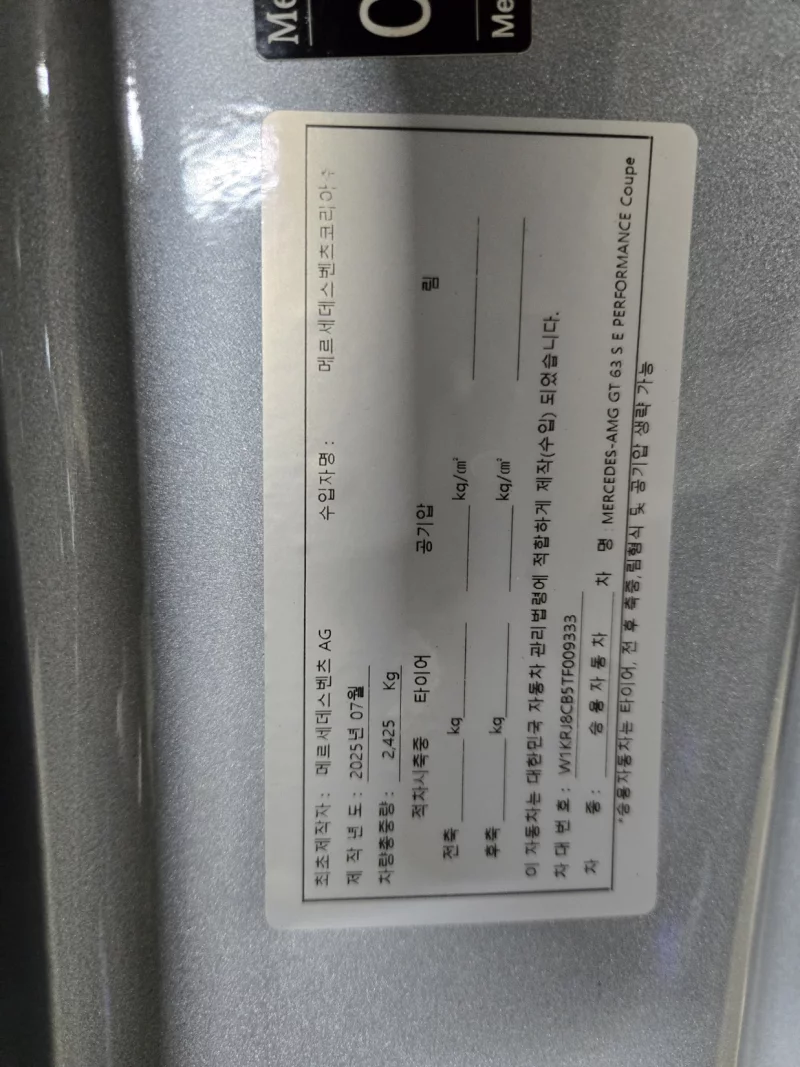 Me
0
Me
최초제작자 : 메르세데스벤츠 AG 수입자명 : 메르세데스벤츠코리아
제 작 년 도 : 2025년 07월
차량총중량 : 2,425 Kg
적차시축중 타이어 공기압 림
전축 kg kg/㎠
후축 kg kg/㎠
이 자동차는 대한민국 자동차 관리법령에 적합하게 제작(수입) 되었습니다.
차 대 번 호 : W1KRJ8CB5TF009333
차 종 : 승용자동차 차 명 : MERCEDES-AMG GT 63 S E PERFORMANCE Coupe
*승용자동차는 타이어, 전 후 축중,림형식 및 공기압 생략 가능